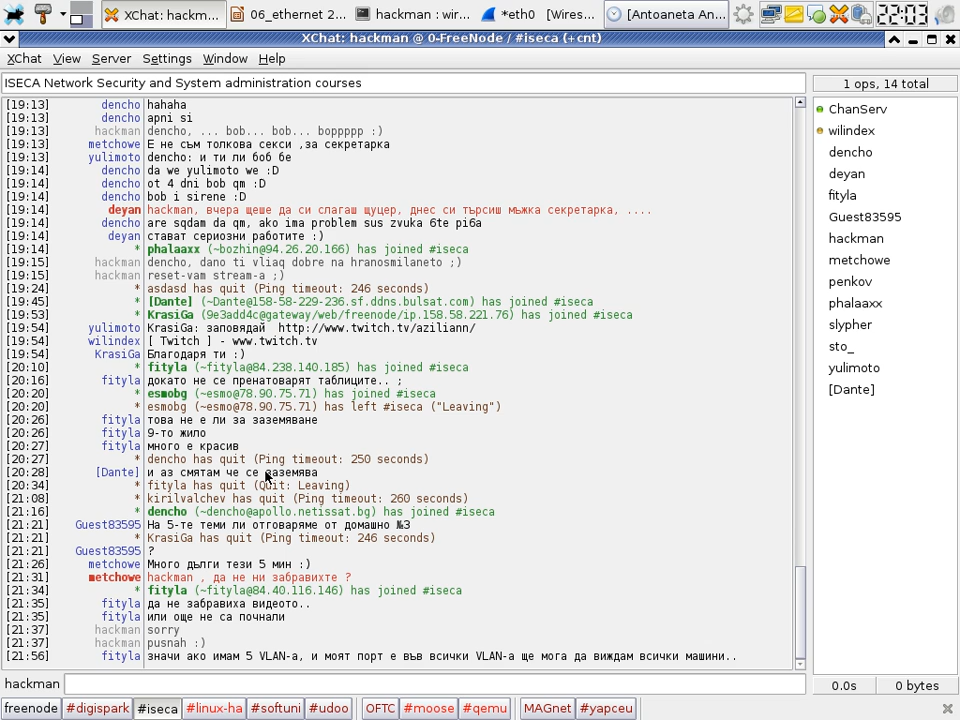 XChat: hackm...
06_ethernet 2...
hackman : wir...
*eth0 [Wires...
[Antoaneta An...
22:03
XChat: hackman @ 0-FreeNode / #iseca (+cnt)
XChat View Server Settings Window Help
ISECA Network Security and System administration courses
1 ops, 14 total
[19:13] dencho hahaha
[19:13] dencho apni si
[19:13] hackman dencho, ... bob... bob... boppppp :)
[19:13] metchowe Е не съм толкова секси ,за секретарка
[19:13] yulimoto dencho: и ти ли боб бе
[19:14] dencho da we yulimoto we :D
[19:14] dencho ot 4 dni bob qm :D
[19:14] dencho bob i sirene :D
[19:14] deyan hackman, вчера щеше да си слагаш щуцер, днес си търсиш мъжка секретарка, ....
[19:14] dencho are sqdam da qm, ako ima problem sus zvuka 6te pi6a
[19:14] deyan стават сериозни работите :)
[19:14] * phalaaxx (~bozhin@94.26.20.166) has joined #iseca
[19:15] hackman dencho, dano ti vliaq dobre na hranosmilaneto ;)
[19:15] hackman reset-vam stream-a ;)
[19:24] * asdasd has quit (Ping timeout: 246 seconds)
[19:45] * [Dante] (~Dante@158-58-229-236.sf.ddns.bulsat.com) has joined #iseca
[19:53] * KrasiGa (9e3add4c@gateway/web/freenode/ip.158.58.221.76) has joined #iseca
[19:54] yulimoto KrasiGa: заповядай http://www.twitch.tv/aziliann/
[19:54] wilindex [ Twitch ] - www.twitch.tv
[19:54] KrasiGa Благодаря ти :)
[20:10] * fityla (~fityla@84.238.140.185) has joined #iseca
[20:16] fityla докато не се пренатоварят таблиците.. ;
[20:20] * esmobg (~esmo@78.90.75.71) has joined #iseca
[20:20] * esmobg (~esmo@78.90.75.71) has left #iseca ("Leaving")
[20:26] fityla това не е ли за заземяване
[20:26] fityla 9-то жило
[20:27] fityla много е красив
[20:27] * dencho has quit (Ping timeout: 250 seconds)
[20:28] [Dante] и аз смятам че се заземява
[20:34] * fityla has quit (Quit: Leaving)
[21:08] * kirilvalchev has quit (Ping timeout: 260 seconds)
[21:16] * dencho (~dencho@apollo.netissat.bg) has joined #iseca
[21:21] Guest83595 На 5-те теми ли отговаряме от домашно №3
[21:21] * KrasiGa has quit (Ping timeout: 246 seconds)
[21:21] Guest83595 ?
[21:26] metchowe Много дълги тези 5 мин :)
[21:31] metchowe hackman , да не ни забравихте ?
[21:34] * fityla (~fityla@84.40.116.146) has joined #iseca
[21:35] fityla да не забравиха видеото..
[21:35] fityla или още не са почнали
[21:37] hackman sorry
[21:37] hackman pusnah :)
[21:56] fityla значи ако имам 5 VLAN-а, и моят порт е във всички VLAN-а ще мога да виждам всички машини..
ChanServ
wilindex
dencho
deyan
fityla
Guest83595
hackman
metchowe
penkov
phalaaxx
slypher
sto_
yulimoto
[Dante]
hackman
0.0s 0 bytes
freenode #digispark #iseca #linux-ha #softuni #udoo OFTC #moose #qemu MAGnet #yapceu